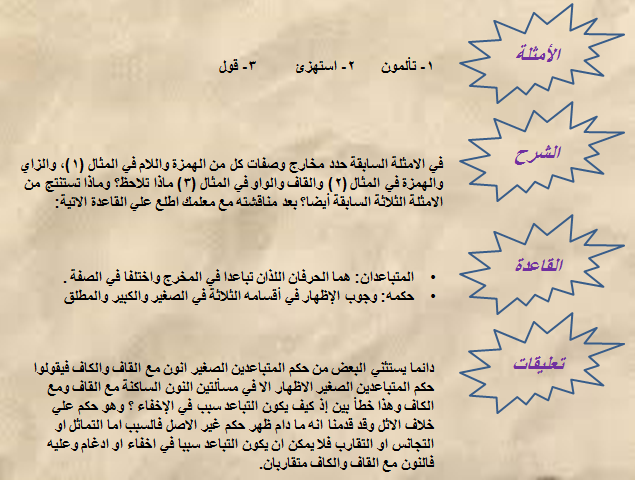 الأمثلة
١- تألمون ٢- استهزئ ٣- قول
الشرح
في الامثلة السابقة حدد مخارج وصفات كل من الهمزة واللام في المثال (١)، والزاي
والهمزة في المثال (٢) والقاف والواو في المثال (٣) ماذا تلاحظ؟ وماذا تستنتج من
الامثلة الثلاثة السابقة أيضا؟ بعد مناقشته مع معلمك اطلع علي القاعدة الاتية:
القاعدة
• المتباعدان: هما الحرفان اللذان تباعدا في المخرج واختلفا في الصفة .
• حكمه: وجوب الإظهار في أقسامه الثلاثة في الصغير والكبير والمطلق
تعليقات
دائما يستثني البعض من حكم المتباعدين الصغير انون مع القاف والكاف فيقولوا
حكم المتباعدين الصغير الاظهار الا في مسألتين النون الساكنة مع القاف ومع
الكاف وهذا خطأ بين إذ كيف يكون التباعد سبب في الإخفاء ؟ وهو حكم علي
خلاف الاثل وقد قدمنا انه ما دام ظهر حكم غير الاصل فالسبب اما التماثل او
التجانس او التقارب فلا يمكن ان يكون التباعد سببا في اخفاء او ادغام وعليه
فالنون مع القاف والكاف متقاربان.